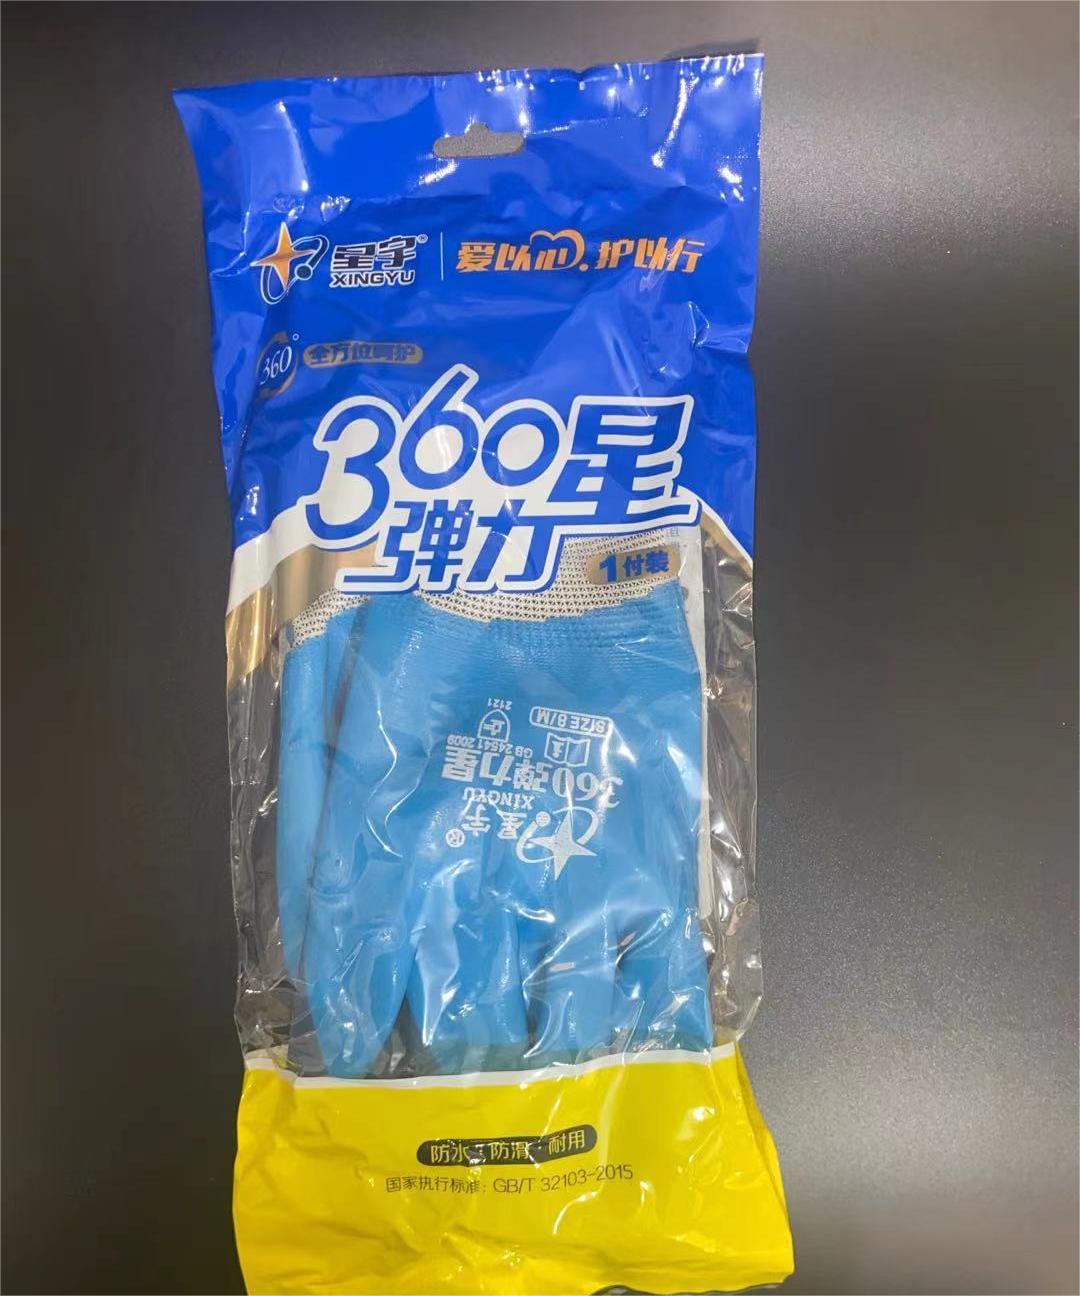 星宇® 爱以心.护以行
XINGYU
360° 全方位呵护
360星
弹力
1付装
2121
Size 8/M
GB 24541 2009
360弹力星
XINGYU
星宇®
防水·防滑·耐用
国家执行标准：GB/T 32103-2015